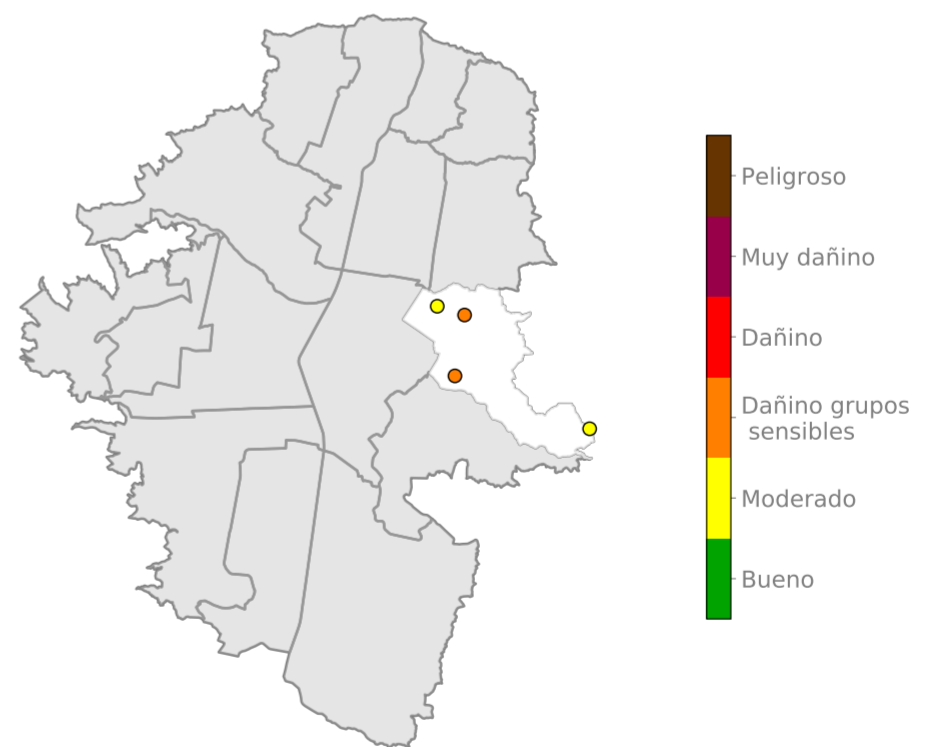 Peligroso
Muy dañino
Dañino
Dañino grupos
sensibles
Moderado
Bueno